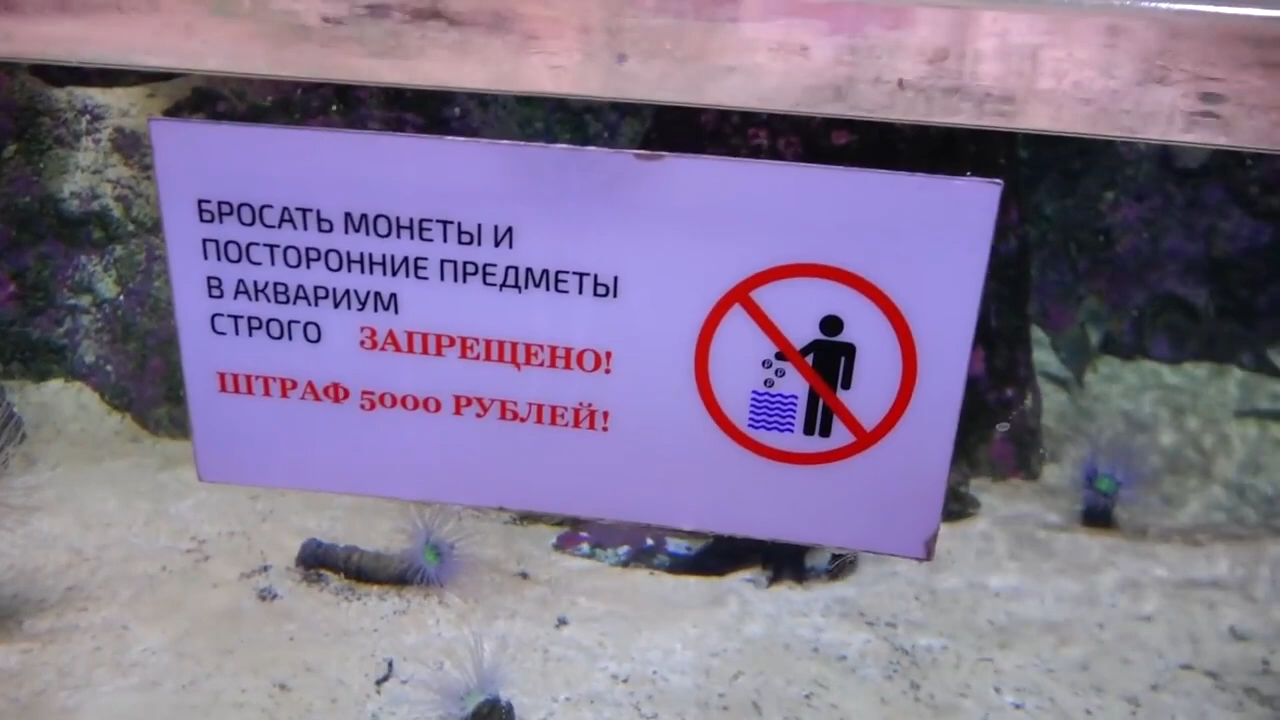 БРОСАТЬ МОНЕТЫ И
ПОСТОРОННИЕ ПРЕДМЕТЫ
В АКВАРИУМ
СТРОГО ЗАПРЕЩЕНО!
ШТРАФ 5000 РУБЛЕЙ!